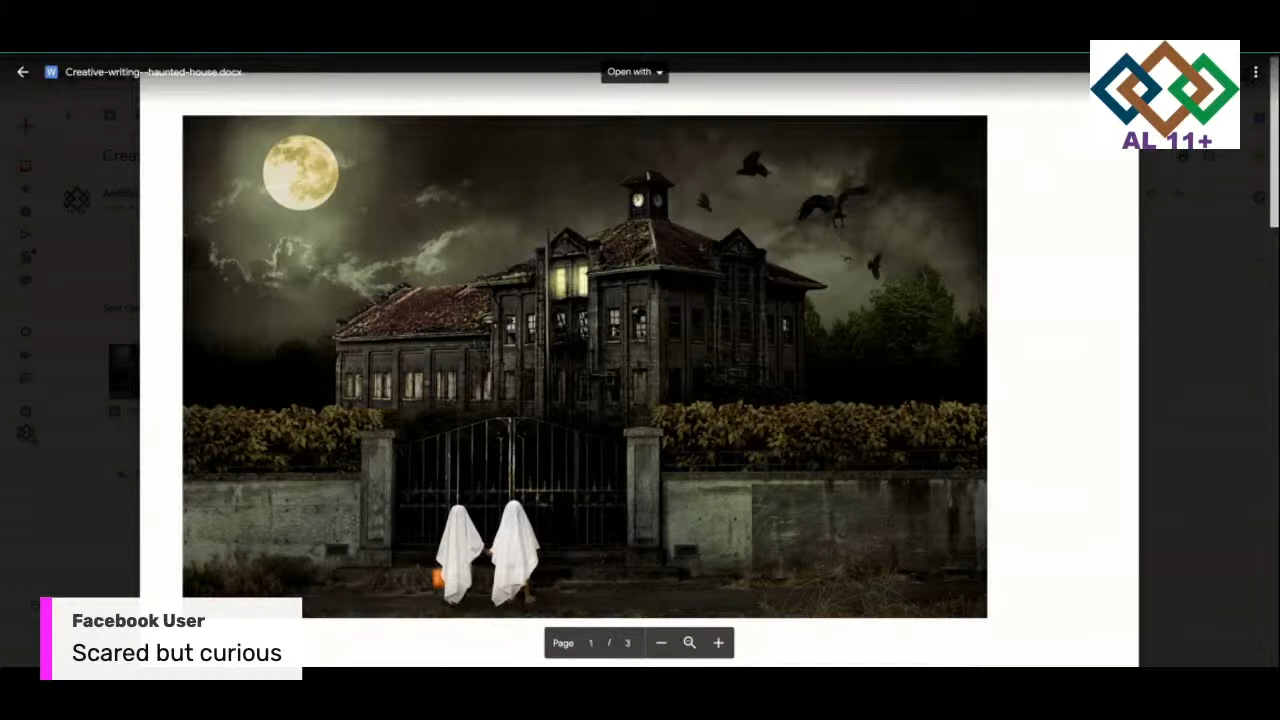 Creative-writing--haunted-house.docx
Open with
AL 11+
Page 1 / 3
Facebook User
Scared but curious